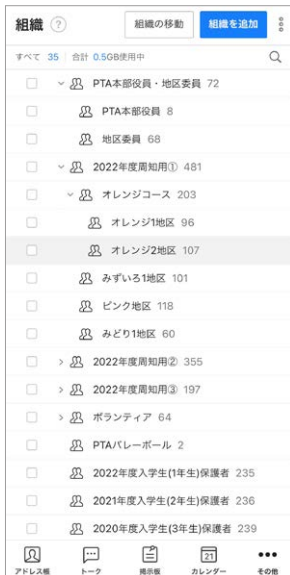 組織 ?
組織の移動
組織を追加
すべて 35 合計 0.5GB使用中
PTA本部役員・地区委員 72
PTA本部役員 8
地区委員 68
2022年度周知用① 481
オレンジコース 203
オレンジ1地区 96
オレンジ2地区 107
みずいろ1地区 101
ピンク地区 118
みどり1地区 60
2022年度周知用② 355
2022年度周知用③ 197
ボランティア 64
PTAバレーボール 2
2022年度入学生(1年生)保護者 235
2021年度入学生(2年生)保護者 236
2020年度入学生(3年生)保護者 239
21
アドレス帳 トーク 掲示板 カレンダー その他